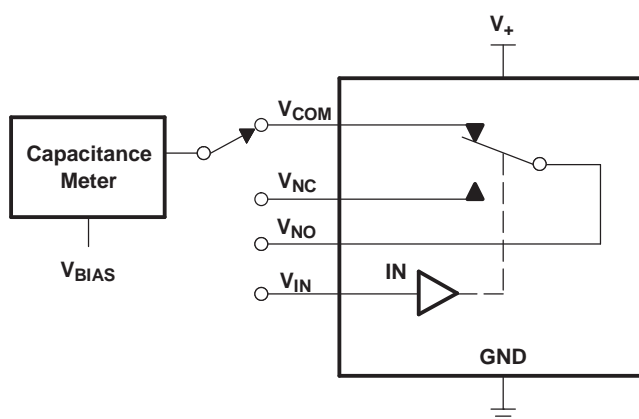 V+
VCOM
Capacitance
Meter
VNC
VNO
VBIAS
VIN
IN
GND